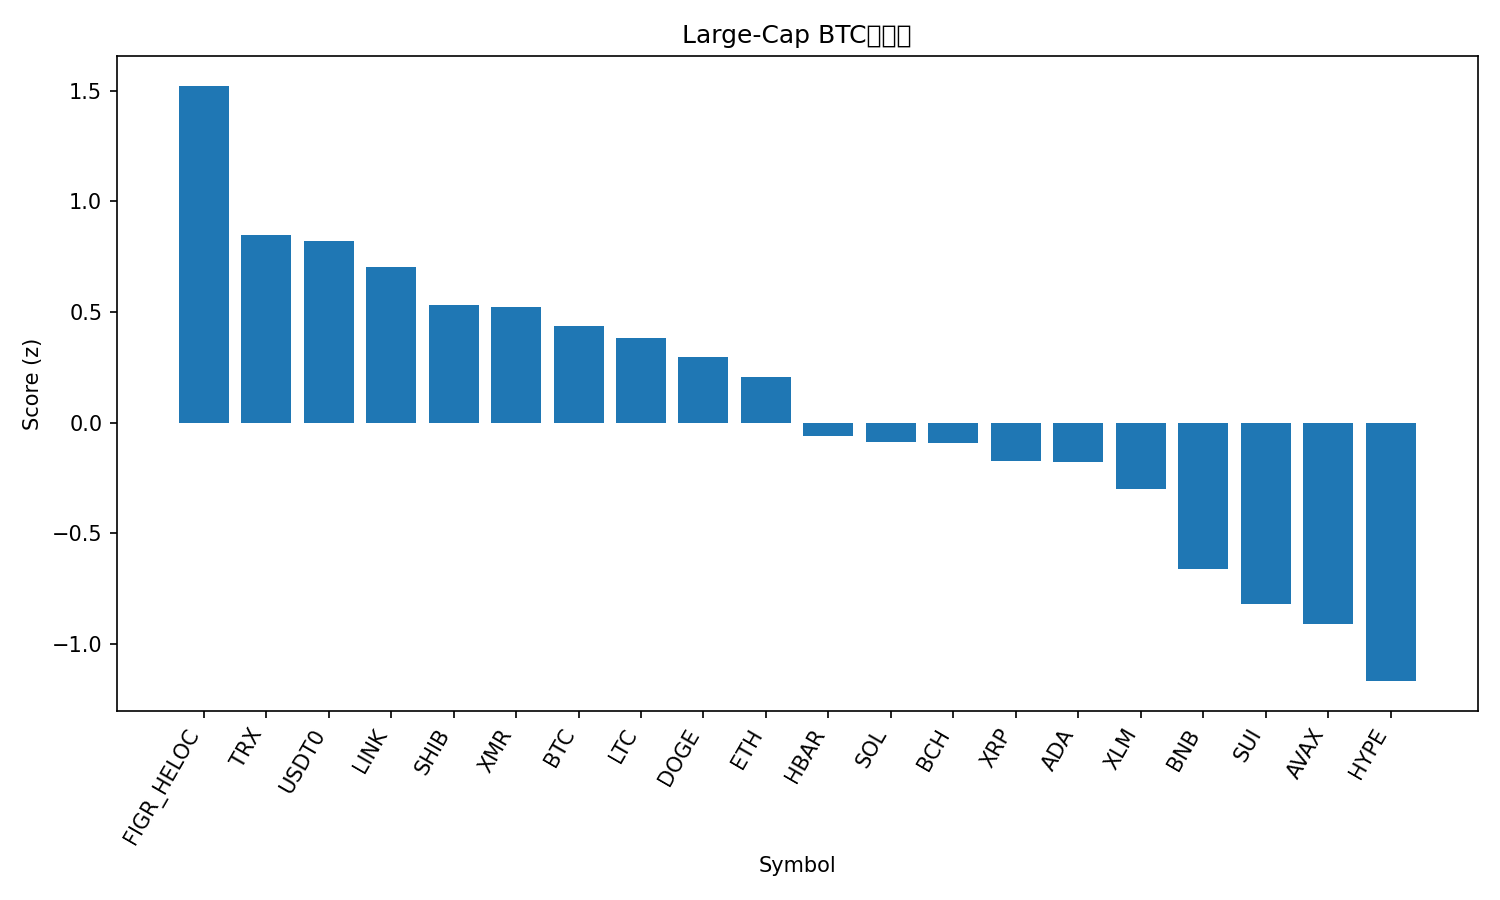 Large-Cap BTC
1.5
1.0
0.5
0.0
−0.5
−1.0
Score (z)
FIGR_HELOC
TRX
USDT0
LINK
SHIB
XMR
BTC
LTC
DOGE
ETH
HBAR
SOL
BCH
XRP
ADA
XLM
BNB
SUI
AVAX
HYPE
Symbol